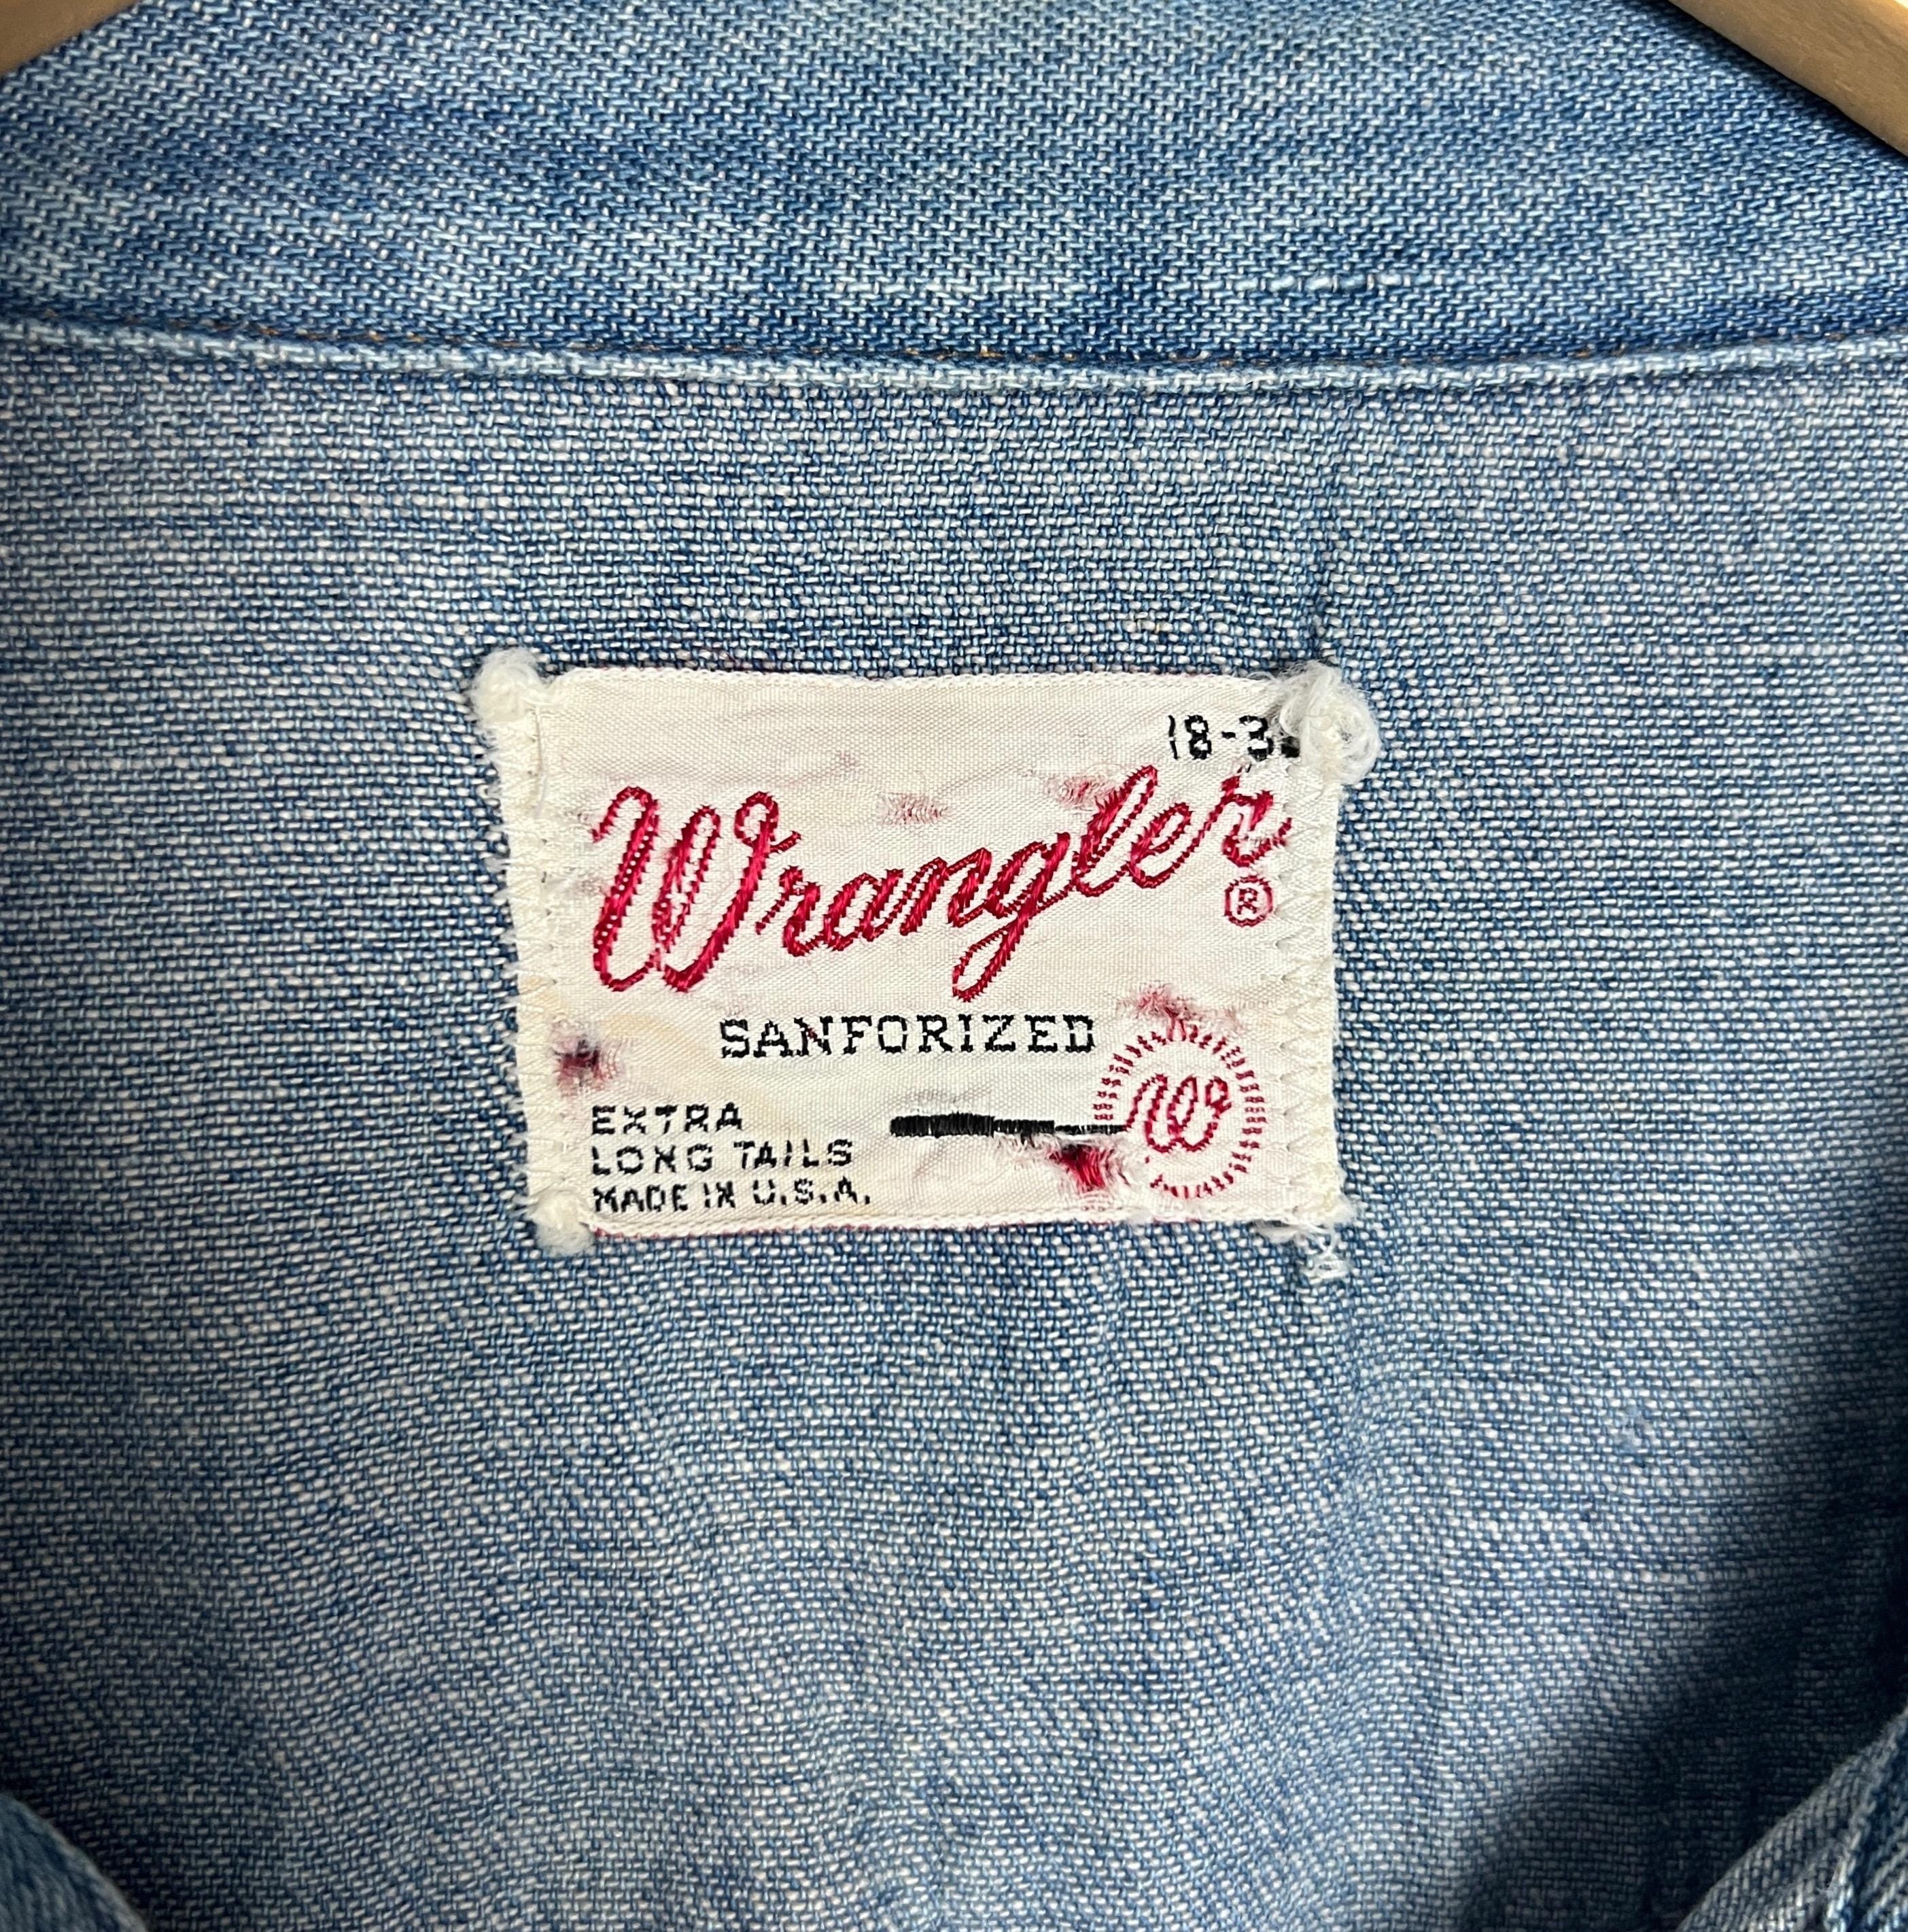 18-3
Wrangler
®
SANFORIZED
W
EXTRA
LONG TAILS
MADE IN U.S.A.